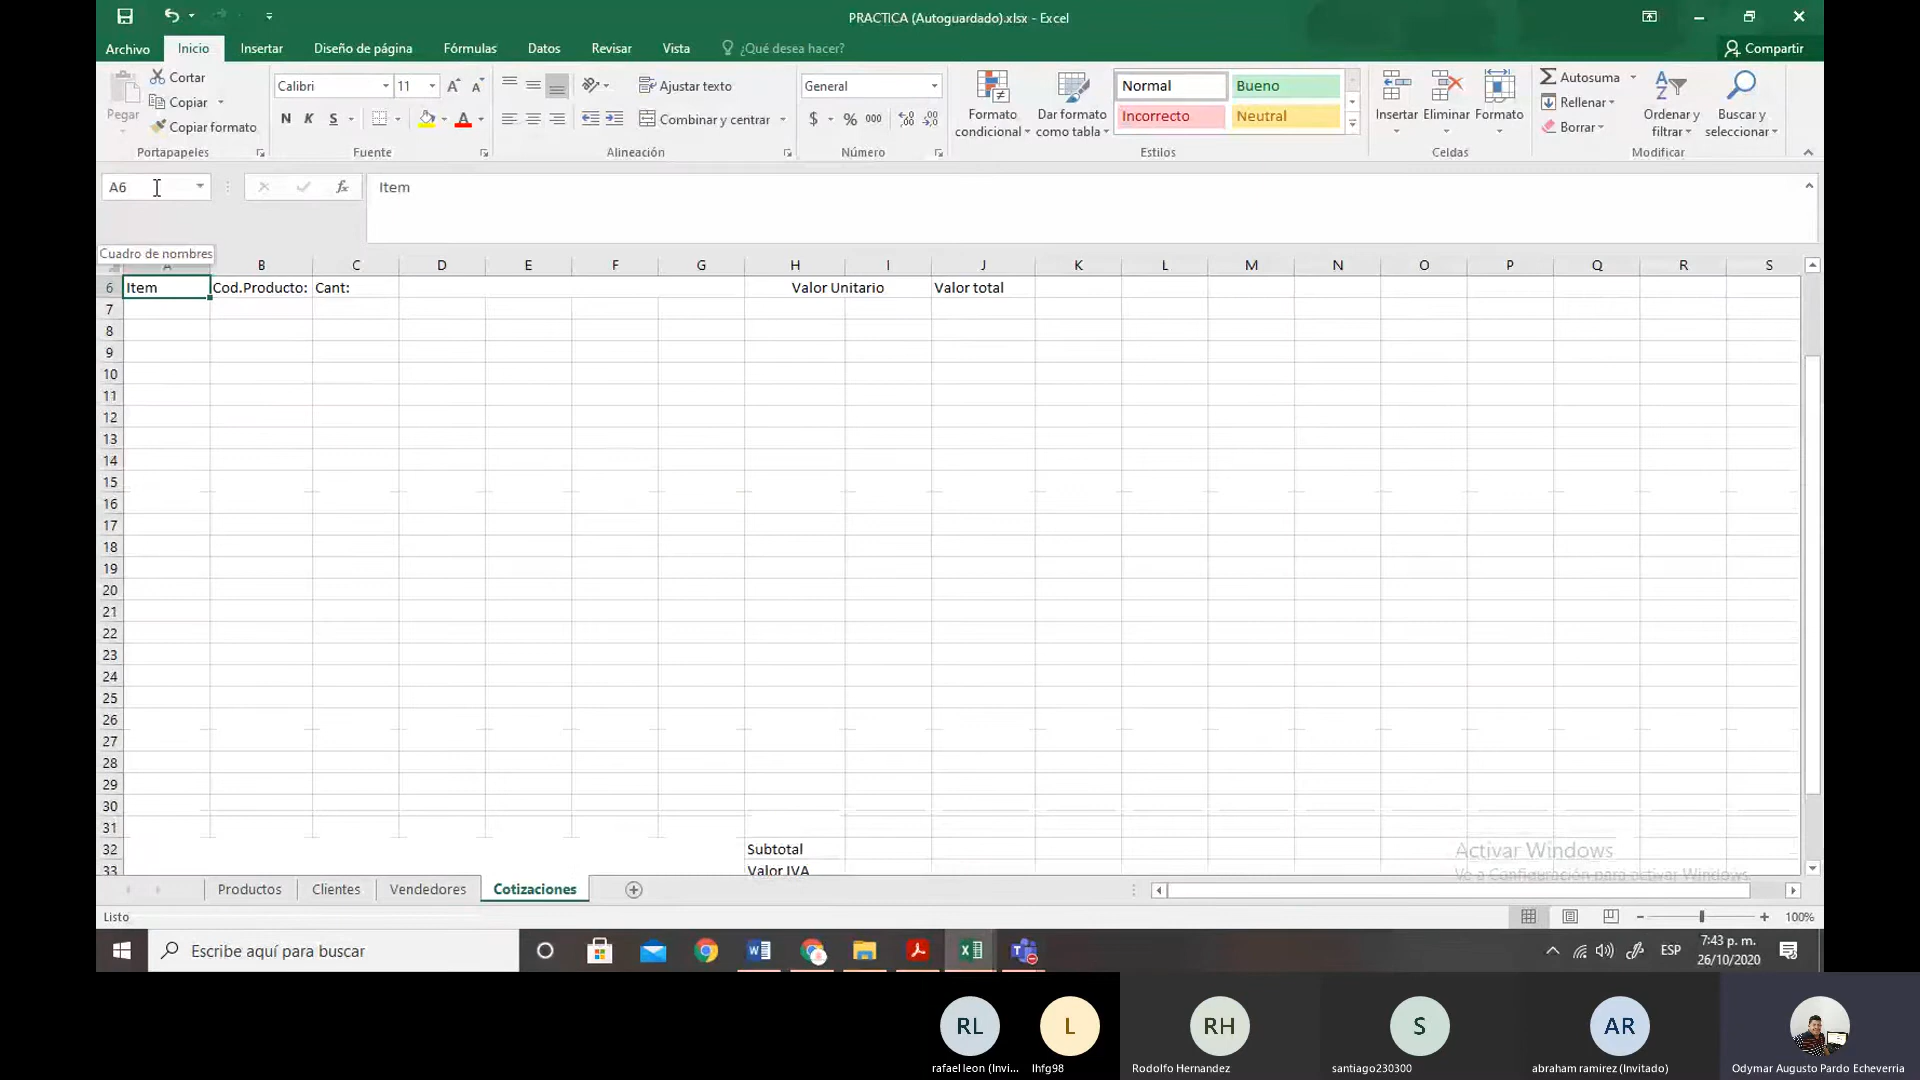 PRACTICA (Autoguardado).xlsx - Excel
Archivo Inicio Insertar Diseño de página Fórmulas Datos Revisar Vista ¿Qué desea hacer? Compartir
Pegar
Cortar
Copiar
Copiar formato
Portapapeles
Calibri 11
N K S
Fuente
Ajustar texto
Combinar y centrar
Alineación
General
$ % 000
Número
Formato condicional
Dar formato como tabla
Normal Bueno
Incorrecto Neutral
Estilos
Insertar Eliminar Formato
Celdas
Autosuma
Rellenar
Borrar
Ordenar y filtrar
Buscar y seleccionar
Modificar
A6 fx Item
Cuadro de nombres
A B C D E F G H I J K L M N O P Q R S
6 Item Cod.Producto: Cant: Valor Unitario Valor total
7
8
9
10
11
12
13
14
15
16
17
18
19
20
21
22
23
24
25
26
27
28
29
30
31
32 Subtotal
33 Valor IVA
Activar Windows
Ve a Configuración para activar Windows.
Productos Clientes Vendedores Cotizaciones
Listo 100%
Escribe aquí para buscar
ESP
7:43 p. m.
26/10/2020
RL L RH S AR
rafael leon (Invi... lhfg98 Rodolfo Hernandez santiago230300 abraham ramirez (Invitado) Odymar Augusto Pardo Echeverria